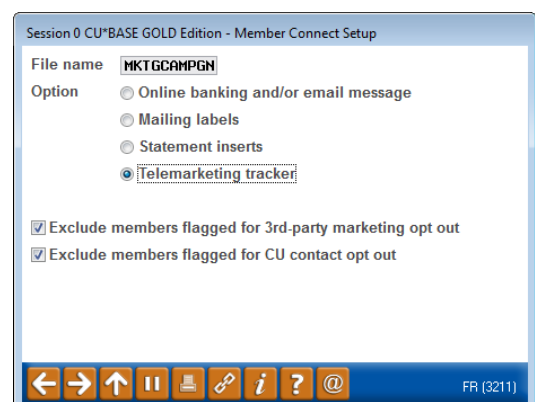 Session 0 CU*BASE GOLD Edition - Member Connect Setup
File name MKTGCAMPGN
Option Online banking and/or email message
Mailing labels
Statement inserts
Telemarketing tracker
Exclude members flagged for 3rd-party marketing opt out
Exclude members flagged for CU contact opt out
i ? @ FR (3211)